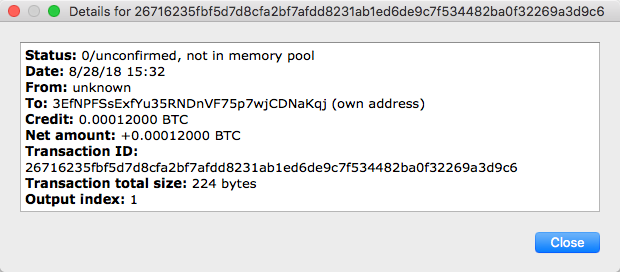 Details for 26716235fbf5d7d8cfa2bf7afdd8231ab1ed6de9c7f534482ba0f32269a3d9c6
Status: 0/unconfirmed, not in memory pool
Date: 8/28/18 15:32
From: unknown
To: 3EfNPFSsExfYu35RNDnVF75p7wjCDNaKqj (own address)
Credit: 0.00012000 BTC
Net amount: +0.00012000 BTC
Transaction ID:
26716235fbf5d7d8cfa2bf7afdd8231ab1ed6de9c7f534482ba0f32269a3d9c6
Transaction total size: 224 bytes
Output index: 1
Close